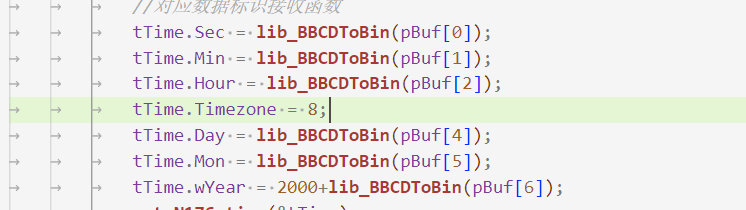 //对应数据标识接收函数
tTime.Sec = lib_BBCDToBin(pBuf[0]);
tTime.Min = lib_BBCDToBin(pBuf[1]);
tTime.Hour = lib_BBCDToBin(pBuf[2]);
tTime.Timezone = 8;
tTime.Day = lib_BBCDToBin(pBuf[4]);
tTime.Mon = lib_BBCDToBin(pBuf[5]);
tTime.wYear = 2000+lib_BBCDToBin(pBuf[6]);